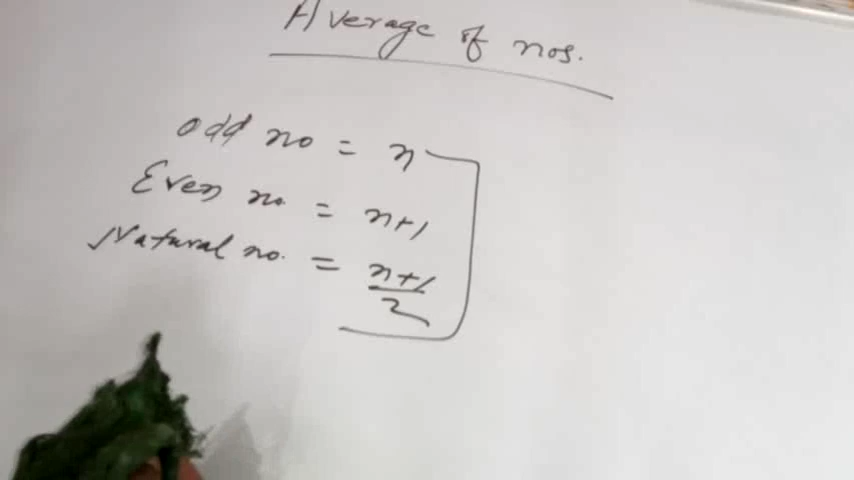 Average of nos.
odd no = n
Even no. = n+1
Natural no. = n+1
2